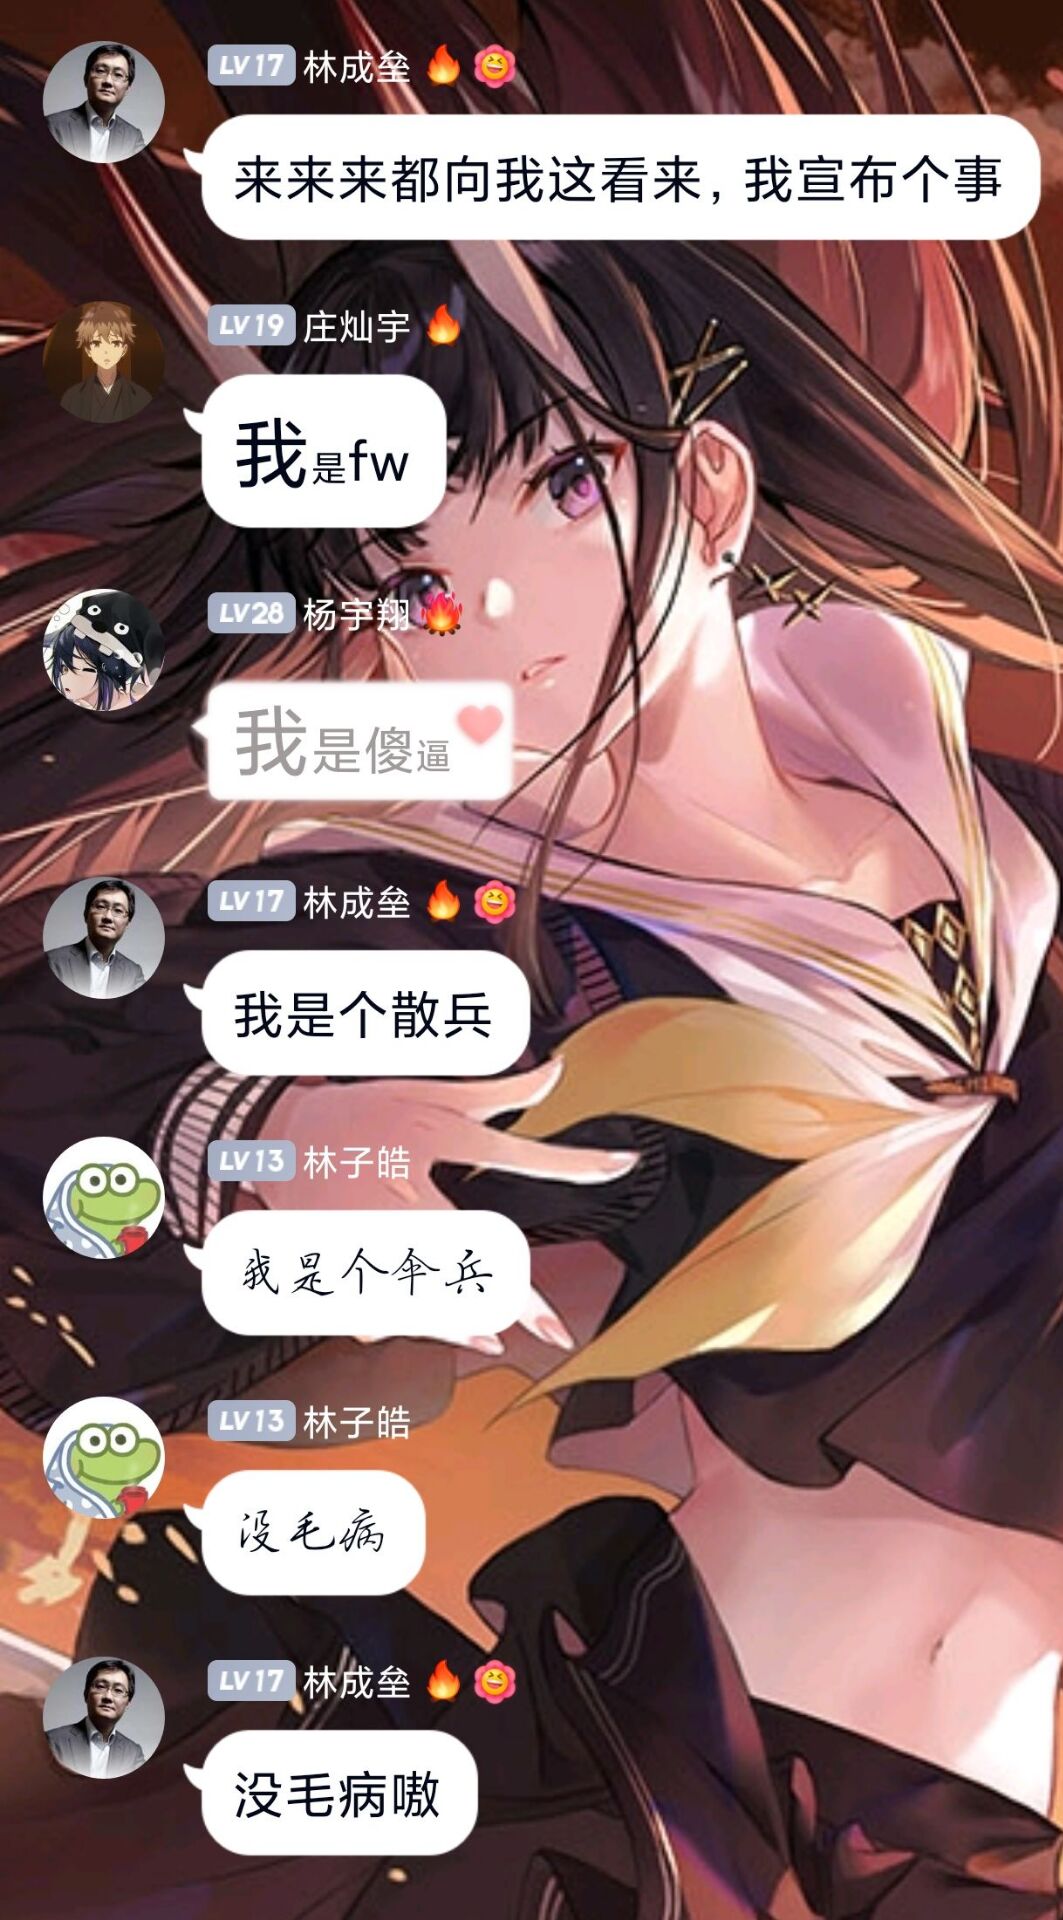 LV17 林成垒
来来来都向我这看来，我宣布个事
LV19 庄灿宇
我是fw
LV28 杨宇翔
我是傻逼
LV17 林成垒
我是个散兵
LV13 林子皓
我是个伞兵
LV13 林子皓
没毛病
LV17 林成垒
没毛病嗷